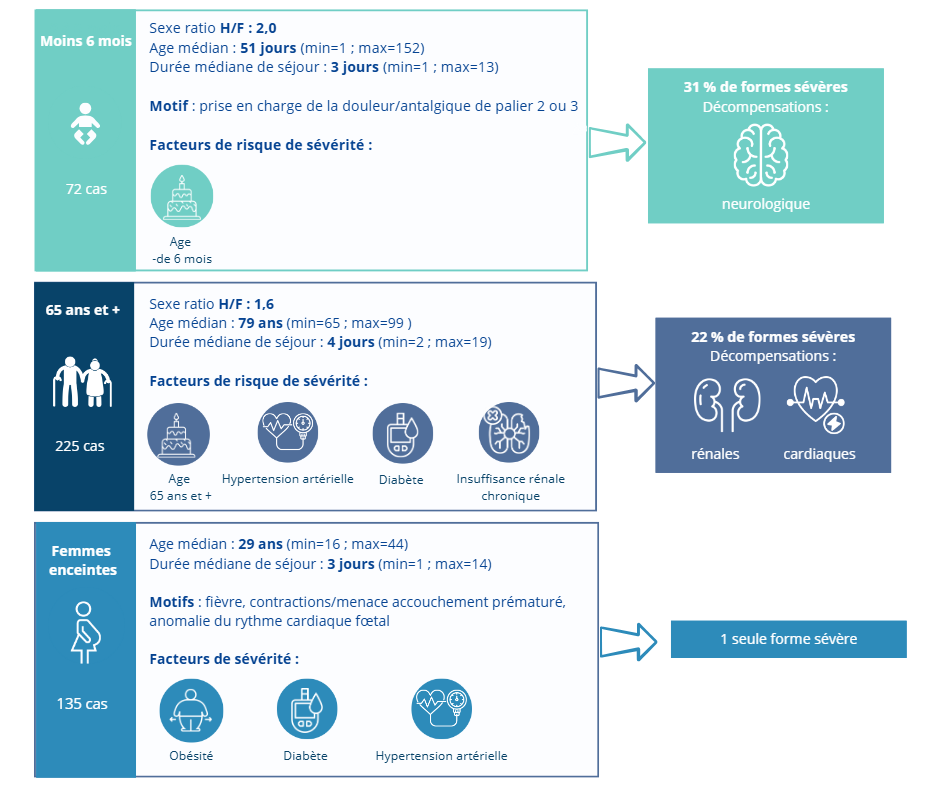 Moins 6 mois
72 cas
Sexe ratio H/F : 2,0
Age médian : 51 jours (min=1 ; max=152)
Durée médiane de séjour : 3 jours (min=1 ; max=13)
Motif : prise en charge de la douleur/antalgique de palier 2 ou 3
Facteurs de risque de sévérité :
Age
-de 6 mois
31 % de formes sévères
Décompensations :
neurologique
65 ans et +
225 cas
Sexe ratio H/F : 1,6
Age médian : 79 ans (min=65 ; max=99 )
Durée médiane de séjour : 4 jours (min=2 ; max=19)
Facteurs de risque de sévérité :
Age
65 ans et +
Hypertension artérielle
Diabète
Insuffisance rénale
chronique
22 % de formes sévères
Décompensations :
rénales
cardiaques
Femmes
enceintes
135 cas
Age médian : 29 ans (min=16 ; max=44)
Durée médiane de séjour : 3 jours (min=1 ; max=14)
Motifs : fièvre, contractions/menace accouchement prématuré,
anomalie du rythme cardiaque fœtal
Facteurs de sévérité :
Obésité
Diabète
Hypertension artérielle
1 seule forme sévère